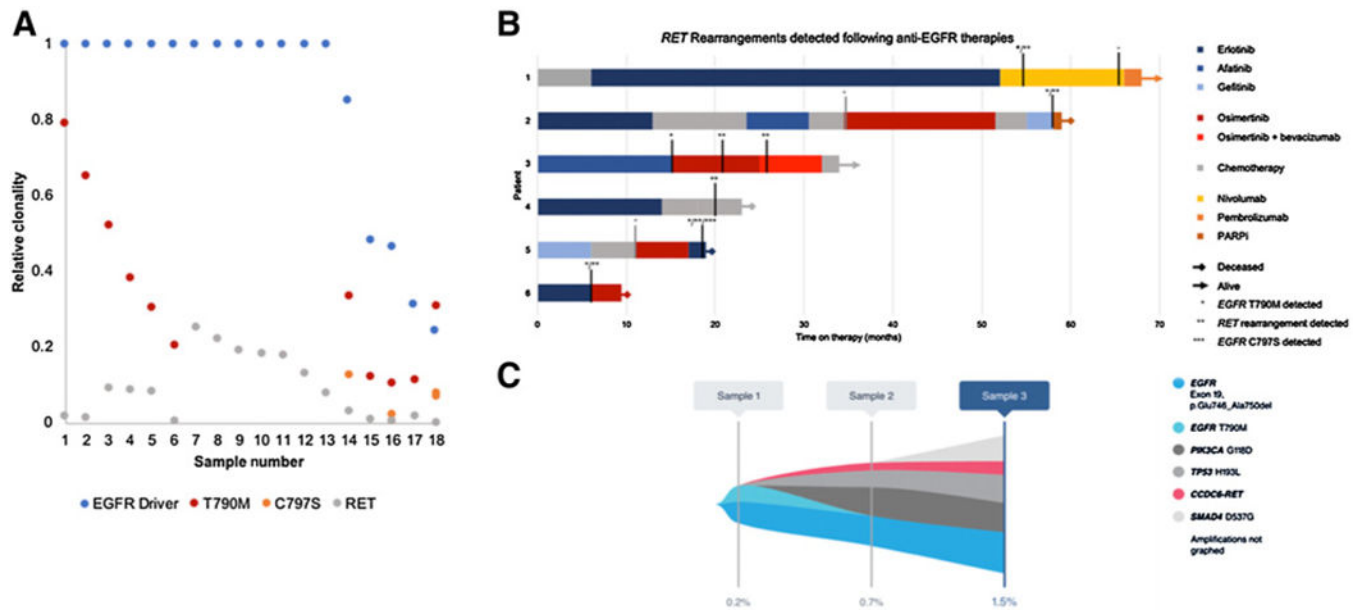 A
1
0.8
0.6
0.4
0.2
0
Relative clonality
1 2 3 4 5 6 7 8 9 10 11 12 13 14 15 16 17 18
Sample number
EGFR Driver T790M C797S RET
B
RET Rearrangements detected following anti-EGFR therapies
Patient
1
2
3
4
5
6
0 10 20 30 40 50 60 70
Time on therapy (months)
Erlotinib
Afatinib
Gefitinib
Osimertinib
Osimertinib + bevacizumab
Chemotherapy
Nivolumab
Pembrolizumab
PARPi
Deceased
Alive
* EGFR T790M detected
** RET rearrangement detected
*** EGFR C797S detected
C
Sample 1 Sample 2 Sample 3
0.2% 0.7% 1.5%
EGFR
Exon 19,
p.Glu746_Ala750del
EGFR T790M
PIK3CA G118D
TP53 H193L
CCDC6-RET
SMAD4 D537G
Amplifications not
graphed